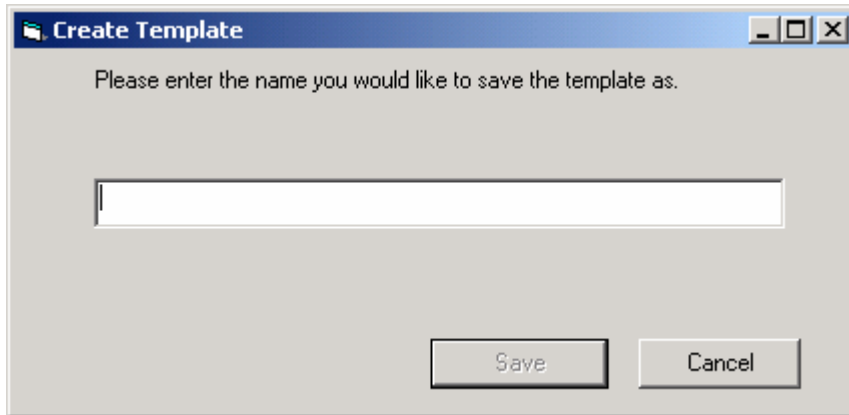 Create Template
Please enter the name you would like to save the template as.
Save
Cancel